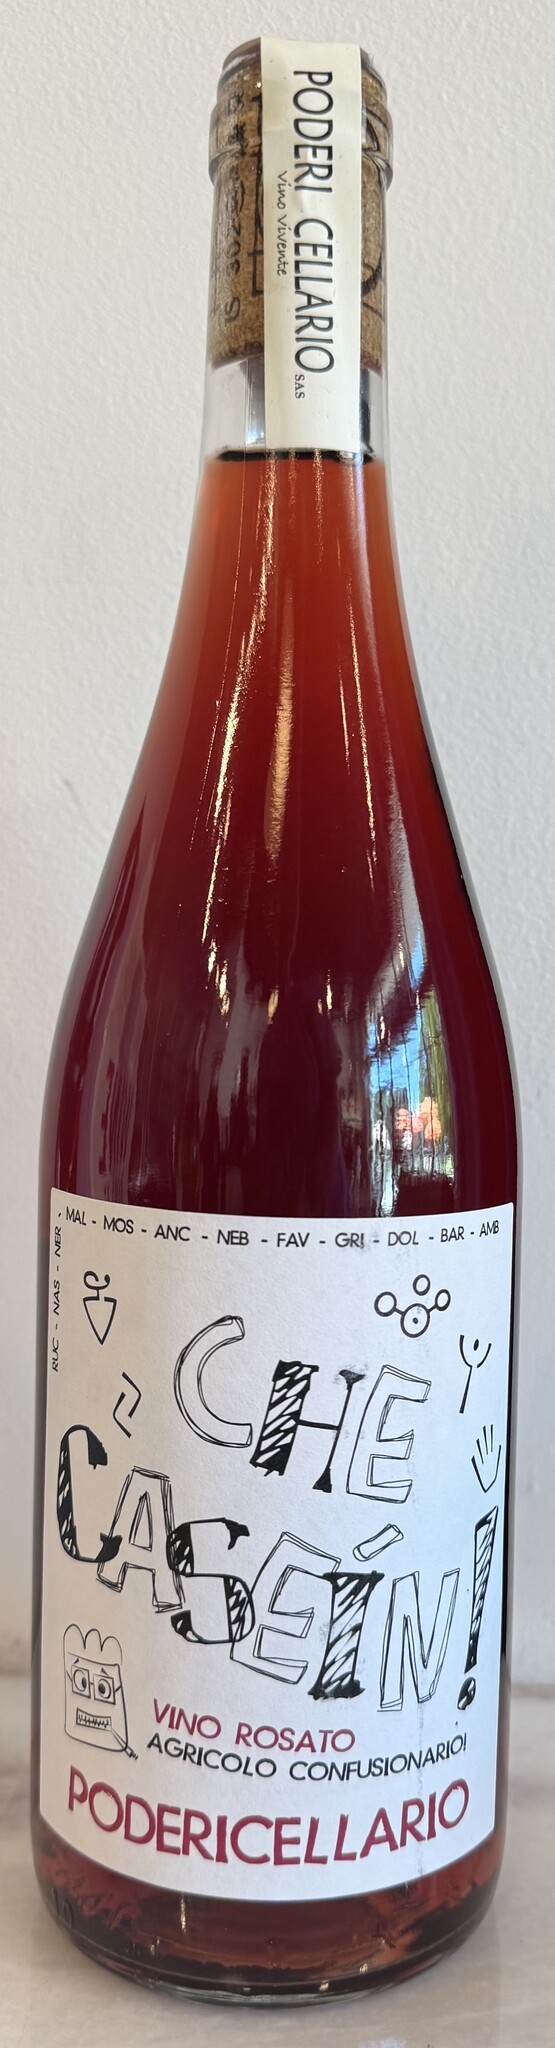 PODERI CELLARIO SAS
Vino Vivente
RUC - NAS - NER - MAL - MOS - ANC - NEB - FAV - GRI - DOL - BAR - AMB
CHE
CASEÍN!
VINO ROSATO
AGRICOLO CONFUSIONARIO!
PODERICELLARIO